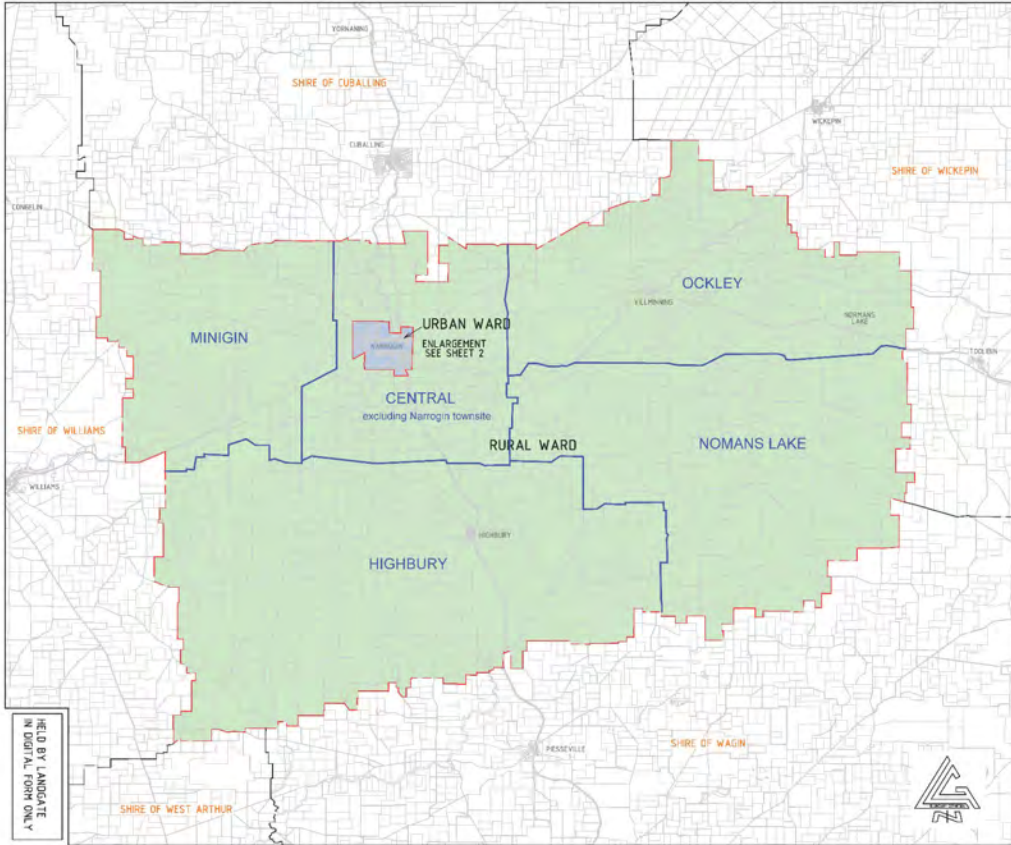 YORNANING
SHIRE OF CUBALLING
WICKEPIN
CUBALLING
SHIRE OF WICKEPIN
CONGELIN
OCKLEY
YILLIMINNING
NORMANS
LAKE
MINIGIN
URBAN WARD
NARROGIN
ENLARGEMENT
SEE SHEET 2
TOOLIBIN
CENTRAL
excluding Narrogin townsite
SHIRE OF WILLIAMS
RURAL WARD
NOMANS LAKE
WILLIAMS
HIGHBURY
HIGHBURY
HELD BY LANDGATE
IN DIGITAL FORM ONLY
PIESSEVILLE
SHIRE OF WAGIN
SHIRE OF WEST ARTHUR